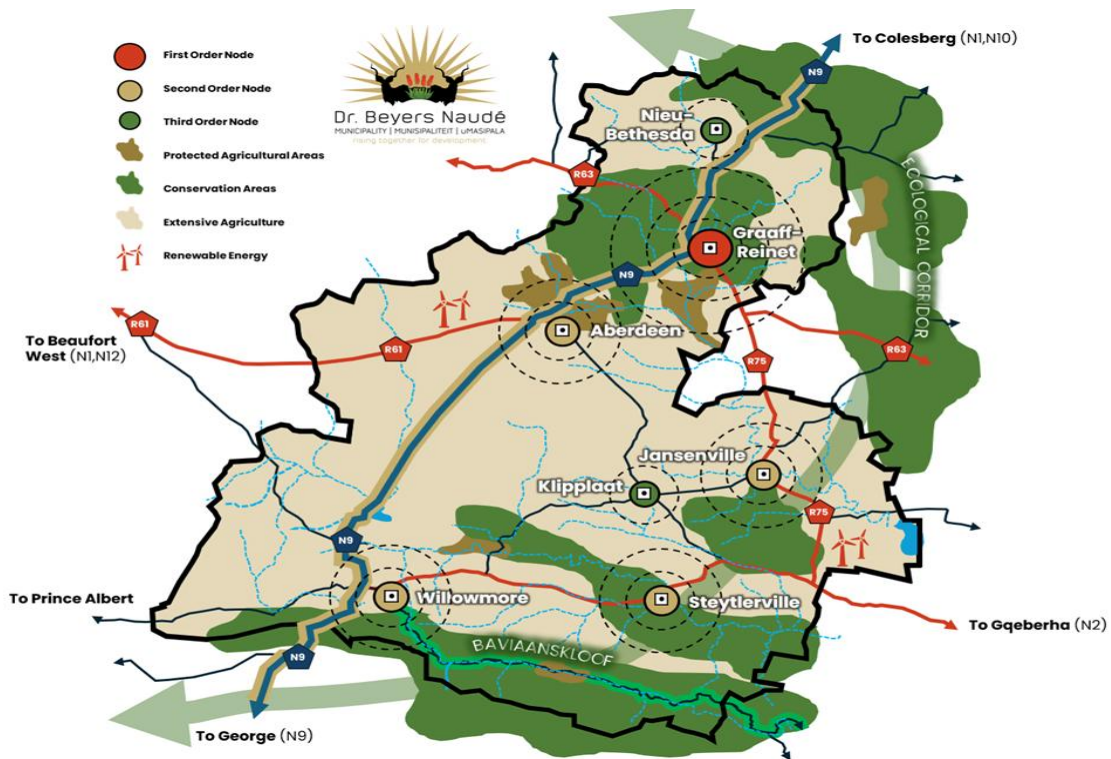 First Order Node
Second Order Node
Third Order Node
Protected Agricultural Areas
Conservation Areas
Extensive Agriculture
Renewable Energy
Dr. Beyers Naudé
MUNICIPALITY | MUNISIPALITEIT | uMASIPALA
rising together for development
To Colesberg (N1,N10)
N9
Nieu-
Bethesda
R63
ECOLOGICAL CORRIDOR
Graaff-
Reinet
N9
Aberdeen
R61
To Beaufort
West (N1,N12)
R61
R75
R63
Jansenville
Klipplaat
R75
N9
Willowmore
Steytlerville
To Prince Albert
To Gqeberha (N2)
BAVIAANSKLOOF
N9
To George (N9)